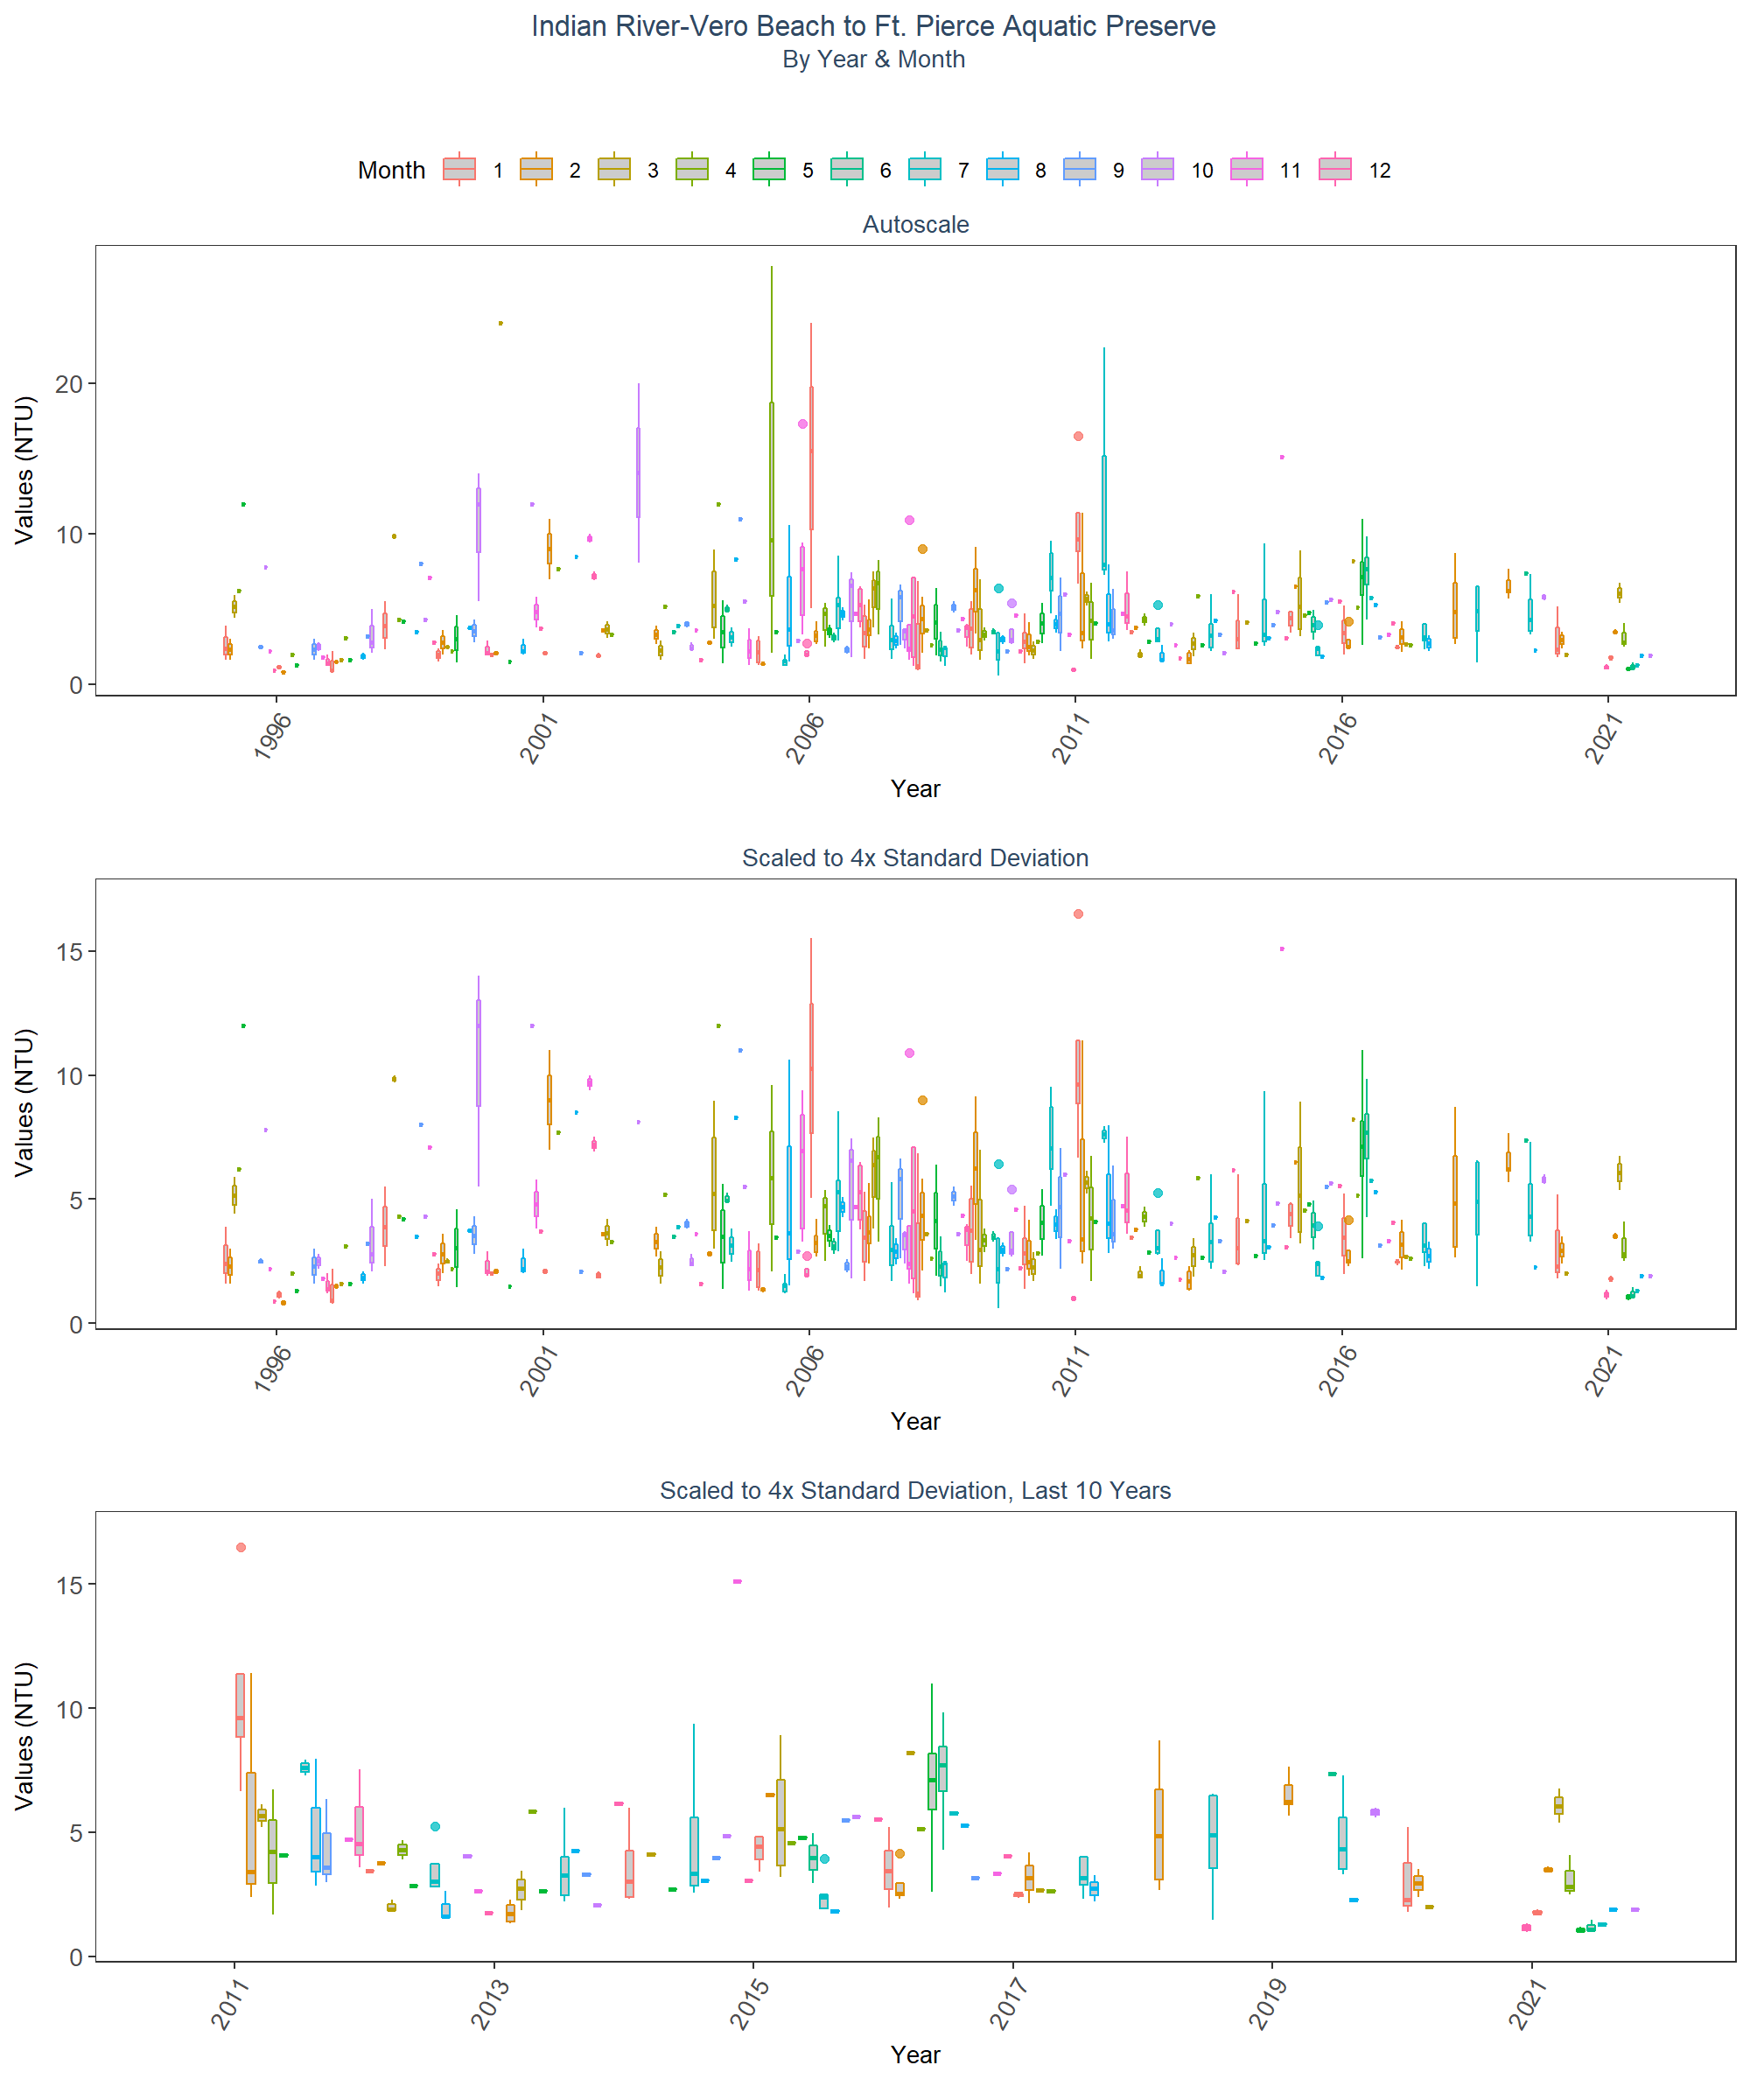 Indian River-Vero Beach to Ft. Pierce Aquatic Preserve
By Year & Month
Month 1 2 3 4 5 6 7 8 9 10 11 12
Autoscale
Values (NTU)
20
10
0
1996 2001 2006 2011 2016 2021
Year
Scaled to 4x Standard Deviation
Values (NTU)
15
10
5
0
1996 2001 2006 2011 2016 2021
Year
Scaled to 4x Standard Deviation, Last 10 Years
Values (NTU)
15
10
5
0
2011 2013 2015 2017 2019 2021
Year